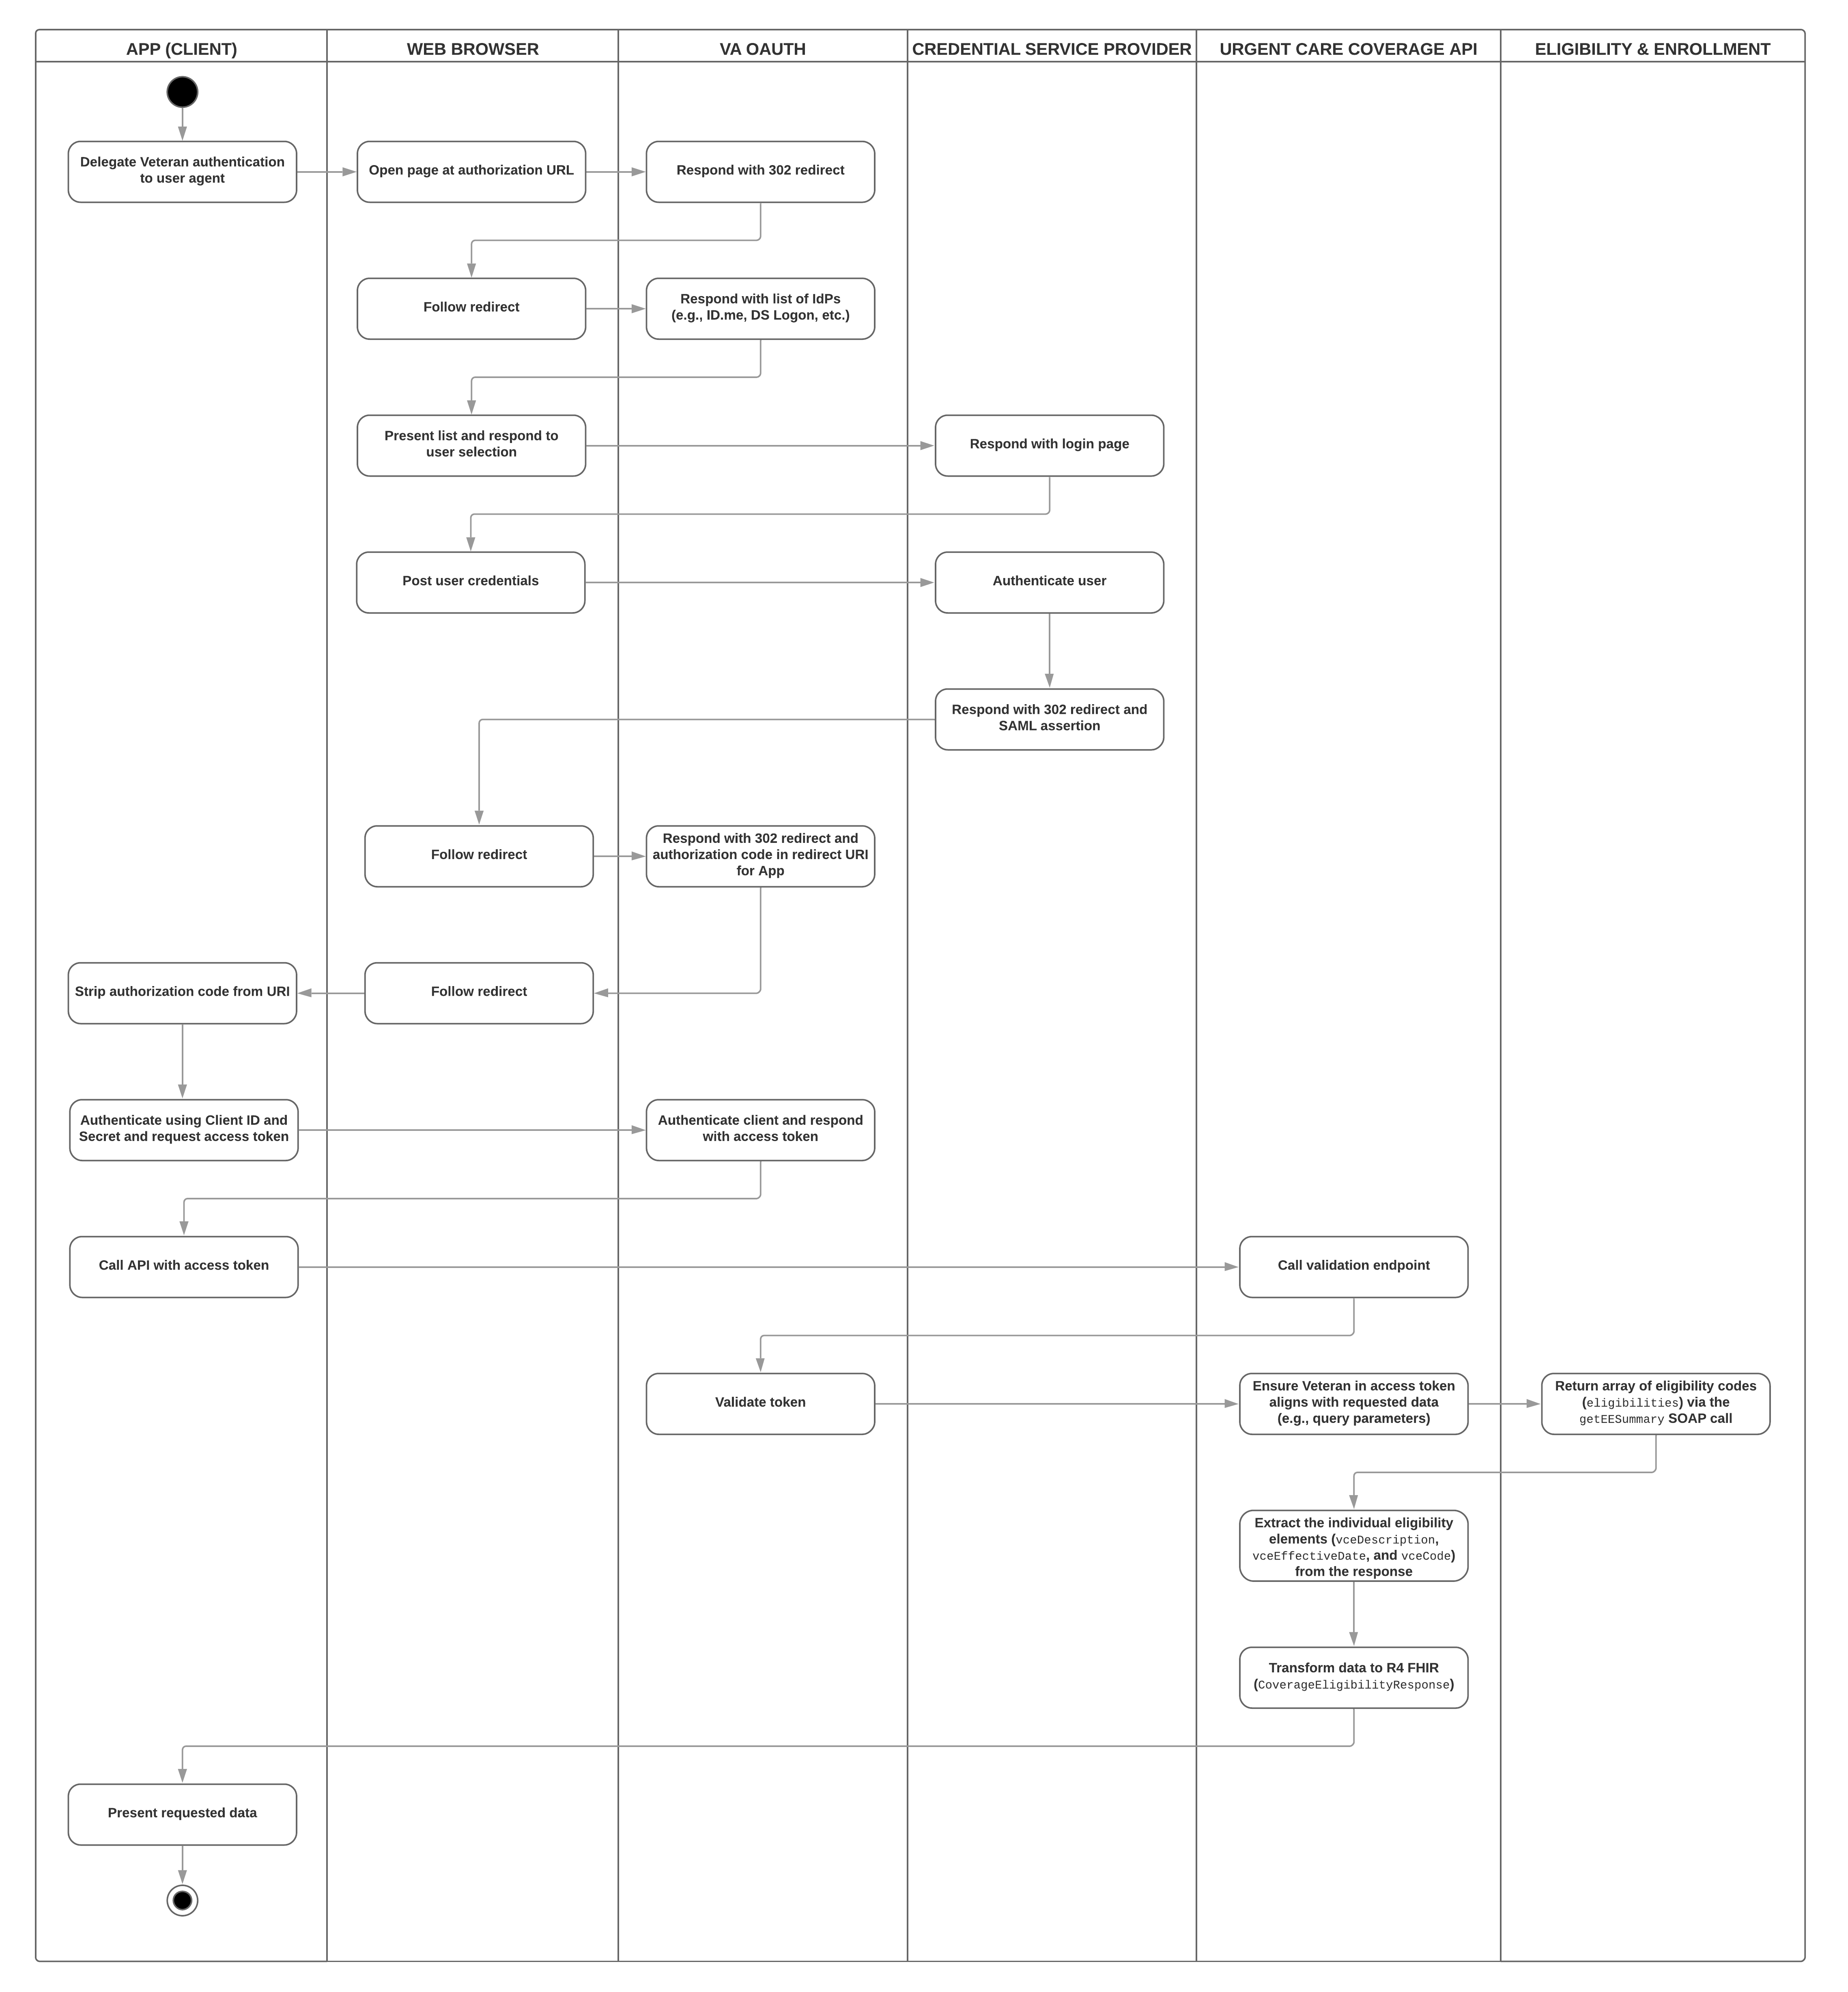 APP (CLIENT)
WEB BROWSER
VA OAUTH
CREDENTIAL SERVICE PROVIDER
URGENT CARE COVERAGE API
ELIGIBILITY & ENROLLMENT
Delegate Veteran authentication
to user agent
Open page at authorization URL
Respond with 302 redirect
Follow redirect
Respond with list of IdPs
(e.g., ID.me, DS Logon, etc.)
Present list and respond to
user selection
Respond with login page
Post user credentials
Authenticate user
Respond with 302 redirect and
SAML assertion
Follow redirect
Respond with 302 redirect and
authorization code in redirect URI
for App
Strip authorization code from URI
Follow redirect
Authenticate using Client ID and
Secret and request access token
Authenticate client and respond
with access token
Call API with access token
Call validation endpoint
Validate token
Ensure Veteran in access token
aligns with requested data
(e.g., query parameters)
Return array of eligibility codes
(eligibilities) via the
getEESummary SOAP call
Extract the individual eligibility
elements (vceDescription,
vceEffectiveDate, and vceCode)
from the response
Transform data to R4 FHIR
(CoverageEligibilityResponse)
Present requested data